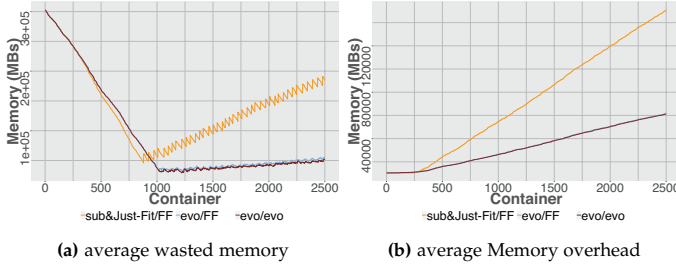 Memory (MBs)
3e+05
2e+05
1e+05
0 500 1000 1500 2000 2500
Container
sub&Just-Fit/FF evo/FF evo/evo
(a) average wasted memory
Memory (MBs)
120000
80000
40000
0 500 1000 1500 2000 2500
Container
sub&Just-Fit/FF evo/FF evo/evo
(b) average Memory overhead